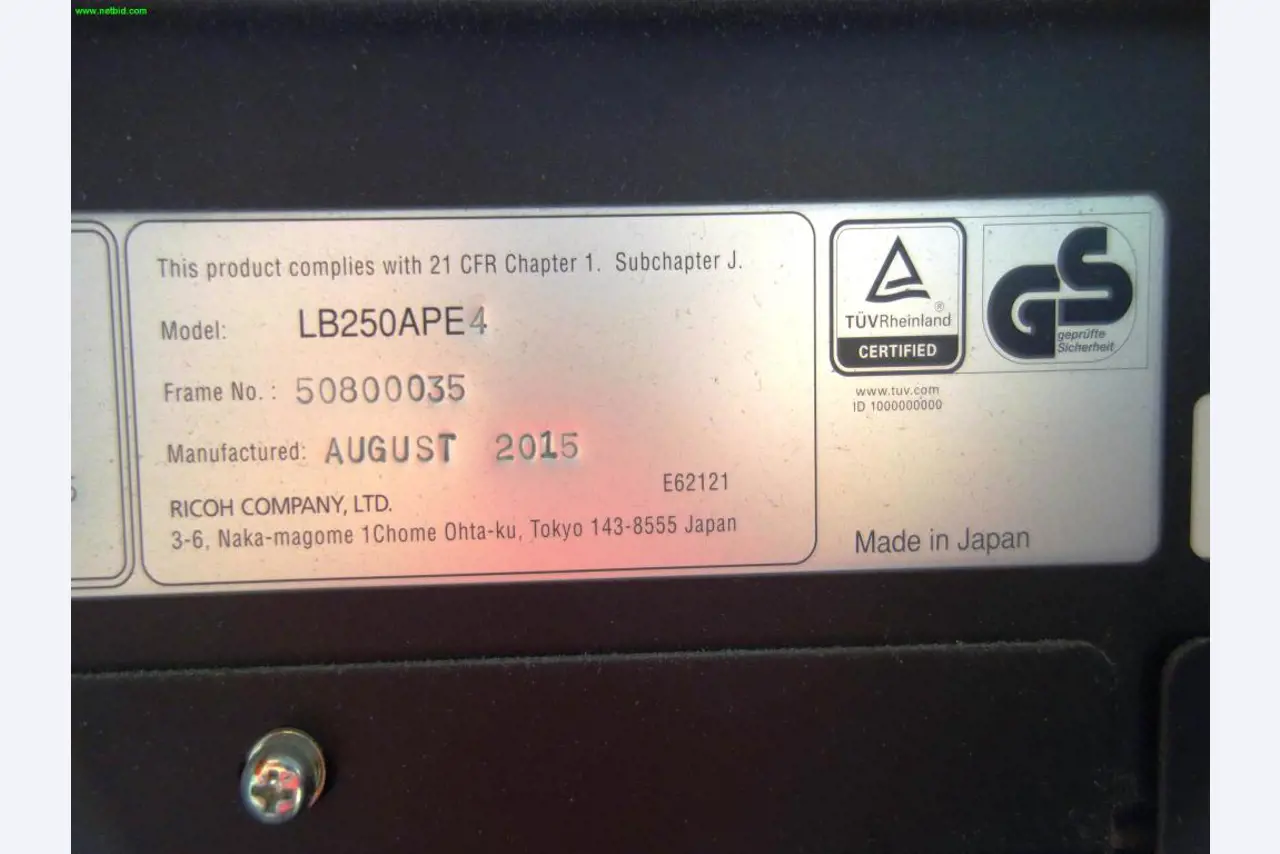 www.netbid.com
This product complies with 21 CFR Chapter 1. Subchapter J.
Model: LB250APE4
Frame No. : 50800035
Manufactured: AUGUST 2015
E62121
RICOH COMPANY, LTD.
3-6, Naka-magome 1Chome Ohta-ku, Tokyo 143-8555 Japan
TÜVRheinland®
CERTIFIED
www.tuv.com
ID 1000000000
GS
geprüfte
Sicherheit
Made in Japan